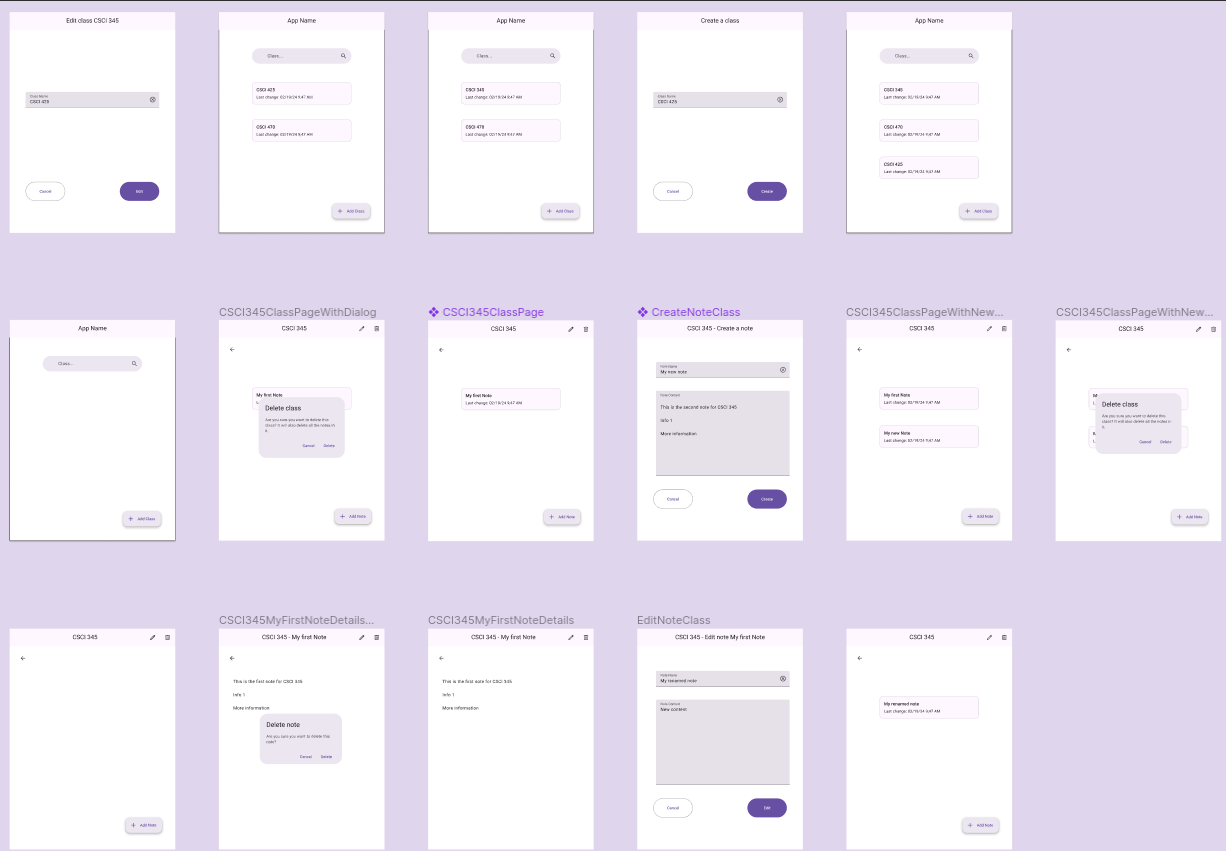 Edit class CSCI 345
Class Name
CSCI 425
Cancel
Edit
App Name
Class...
CSCI 425
Last change: 02/19/24 9:47 AM
CSCI 470
Last change: 02/19/24 9:47 AM
+ Add Class
App Name
Class...
CSCI 345
Last change: 02/19/24 9:47 AM
CSCI 470
Last change: 02/19/24 9:47 AM
+ Add Class
Create a class
Class Name
CSCI 425
Cancel
Create
App Name
Class...
CSCI 345
Last change: 02/19/24 9:47 AM
CSCI 470
Last change: 02/19/24 9:47 AM
CSCI 425
Last change: 02/19/24 9:47 AM
+ Add Class
App Name
Class...
+ Add Class
CSCI345ClassPageWithDialog
CSCI 345
My first Note
L
Delete class
Are you sure you want to delete this
class? It will also delete all the notes in
it.
Cancel
Delete
+ Add Note
CSCI345ClassPage
CSCI 345
My first Note
Last change: 02/19/24 9:47 AM
+ Add Note
CreateNoteClass
CSCI 345 - Create a note
My new note
This is the second note for CSCI 345
Info 1
More information
Cancel
Create
CSCI345ClassPageWithNew...
CSCI 345
My first Note
Last change: 02/19/24 9:47 AM
My new Note
Last change: 02/19/24 9:47 AM
+ Add Note
CSCI345ClassPageWithNew...
CSCI 345
Delete class
Are you sure you want to delete this
class? It will also delete all the notes in
it.
Cancel
Delete
+ Add Note
CSCI 345
+ Add Note
CSCI345MyFirstNoteDetails...
CSCI 345 - My first Note
This is the first note for CSCI 345
Info 1
More information
Delete note
Are you sure you want to delete this
note?
Cancel
Delete
CSCI345MyFirstNoteDetails
CSCI 345 - My first Note
This is the first note for CSCI 345
Info 1
More information
EditNoteClass
CSCI 345 - Edit note My first Note
My renamed note
New content
Cancel
Edit
CSCI 345
My renamed note
Last change: 02/19/24 9:47 AM
+ Add Note